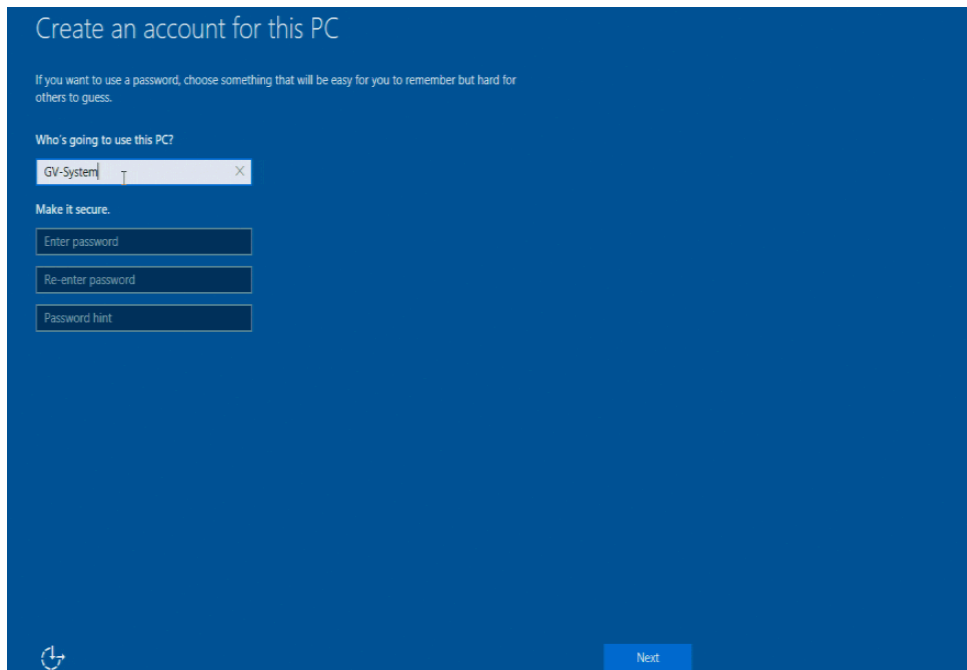 Create an account for this PC
If you want to use a password, choose something that will be easy for you to remember but hard for
others to guess.
Who's going to use this PC?
GV-System
Make it secure.
Enter password
Re-enter password
Password hint
Next